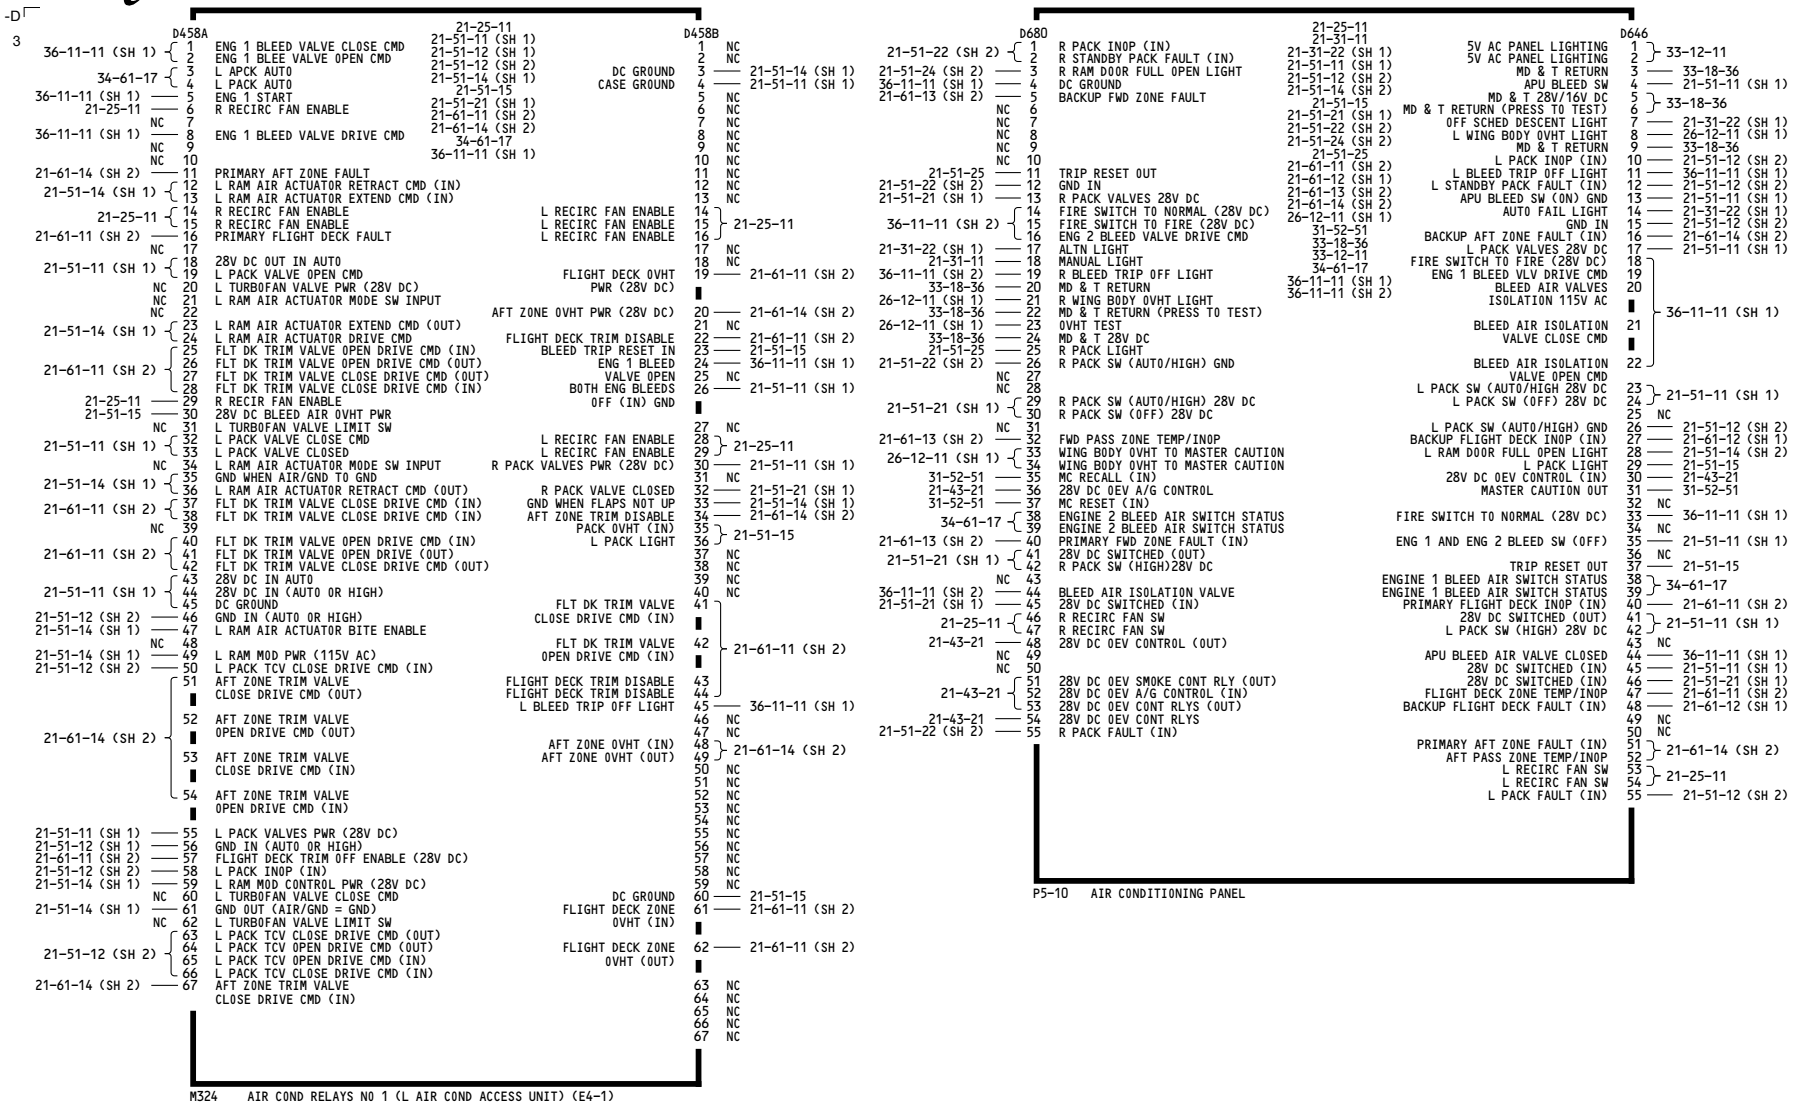 -D
3
D458A
21-25-11
21-51-11 (SH 1)
21-51-12 (SH 1)
21-51-12 (SH 2)
21-51-14 (SH 1)
21-51-15
21-51-21 (SH 1)
21-61-11 (SH 2)
21-61-14 (SH 2)
34-61-17
36-11-11 (SH 1)
D458B
36-11-11 (SH 1) 1 ENG 1 BLEED VALVE CLOSE CMD
2 ENG 1 BLEE VALVE OPEN CMD
34-61-17 3 L APCK AUTO
4 L PACK AUTO
36-11-11 (SH 1) 5 ENG 1 START
21-25-11 6 R RECIRC FAN ENABLE
NC 7
36-11-11 (SH 1) 8 ENG 1 BLEED VALVE DRIVE CMD
NC 9
NC 10
21-61-14 (SH 2) 11 PRIMARY AFT ZONE FAULT
21-51-14 (SH 1) 12 L RAM AIR ACTUATOR RETRACT CMD (IN)
13 L RAM AIR ACTUATOR EXTEND CMD (IN)
21-25-11 14 R RECIRC FAN ENABLE
15 R RECIRC FAN ENABLE
21-61-11 (SH 2) 16 PRIMARY FLIGHT DECK FAULT
NC 17
21-51-11 (SH 1) 18 28V DC OUT IN AUTO
19 L PACK VALVE OPEN CMD
NC 20 L TURBOFAN VALVE PWR (28V DC)
NC 21 L RAM AIR ACTUATOR MODE SW INPUT
NC 22
21-51-14 (SH 1) 23 L RAM AIR ACTUATOR EXTEND CMD (OUT)
24 L RAM AIR ACTUATOR DRIVE CMD
21-61-11 (SH 2) 25 FLT DK TRIM VALVE OPEN DRIVE CMD (IN)
26 FLT DK TRIM VALVE OPEN DRIVE CMD (OUT)
27 FLT DK TRIM VALVE CLOSE DRIVE CMD (OUT)
28 FLT DK TRIM VALVE CLOSE DRIVE CMD (IN)
21-25-11 29 R RECIR FAN ENABLE
21-51-15 30 28V DC BLEED AIR OVHT PWR
NC 31 L TURBOFAN VALVE LIMIT SW
21-51-11 (SH 1) 32 L PACK VALVE CLOSE CMD
33 L PACK VALVE CLOSED
NC 34 L RAM AIR ACTUATOR MODE SW INPUT
21-51-14 (SH 1) 35 GND WHEN AIR/GND TO GND
36 L RAM AIR ACTUATOR RETRACT CMD (OUT)
21-61-11 (SH 2) 37 FLT DK TRIM VALVE CLOSE DRIVE CMD (IN)
38 FLT DK TRIM VALVE CLOSE DRIVE CMD (IN)
NC 39
21-61-11 (SH 2) 40 FLT DK TRIM VALVE OPEN DRIVE CMD (IN)
41 FLT DK TRIM VALVE OPEN DRIVE (OUT)
42 FLT DK TRIM VALVE CLOSE DRIVE CMD (OUT)
21-51-11 (SH 1) 43 28V DC IN AUTO
44 28V DC IN (AUTO OR HIGH)
45 DC GROUND
21-51-12 (SH 2) 46 GND IN (AUTO OR HIGH)
21-51-14 (SH 1) 47 L RAM AIR ACTUATOR BITE ENABLE
NC 48
21-51-14 (SH 1) 49 L RAM MOD PWR (115V AC)
21-51-12 (SH 2) 50 L PACK TCV CLOSE DRIVE CMD (IN)
21-61-14 (SH 2) 51 AFT ZONE TRIM VALVE
CLOSE DRIVE CMD (OUT)
52 AFT ZONE TRIM VALVE
OPEN DRIVE CMD (OUT)
53 AFT ZONE TRIM VALVE
CLOSE DRIVE CMD (IN)
54 AFT ZONE TRIM VALVE
OPEN DRIVE CMD (IN)
21-51-11 (SH 1) 55 L PACK VALVES PWR (28V DC)
21-51-12 (SH 1) 56 GND IN (AUTO OR HIGH)
21-61-11 (SH 2) 57 FLIGHT DECK TRIM OFF ENABLE (28V DC)
21-51-12 (SH 2) 58 L PACK INOP (IN)
21-51-14 (SH 1) 59 L RAM MOD CONTROL PWR (28V DC)
NC 60 L TURBOFAN VALVE CLOSE CMD
21-51-14 (SH 1) 61 GND OUT (AIR/GND = GND)
NC 62 L TURBOFAN VALVE LIMIT SW
21-51-12 (SH 2) 63 L PACK TCV CLOSE DRIVE CMD (OUT)
64 L PACK TCV OPEN DRIVE CMD (OUT)
65 L PACK TCV OPEN DRIVE CMD (IN)
66 L PACK TCV CLOSE DRIVE CMD (IN)
21-61-14 (SH 2) 67 AFT ZONE TRIM VALVE
CLOSE DRIVE CMD (IN)
1 NC
2 NC
DC GROUND 3 21-51-14 (SH 1)
CASE GROUND 4 21-51-11 (SH 1)
5 NC
6 NC
7 NC
8 NC
9 NC
10 NC
11 NC
12 NC
13 NC
L RECIRC FAN ENABLE 14
L RECIRC FAN ENABLE 15 21-25-11
L RECIRC FAN ENABLE 16
17 NC
18 NC
FLIGHT DECK OVHT 19 21-61-11 (SH 2)
PWR (28V DC)
AFT ZONE OVHT PWR (28V DC) 20 21-61-14 (SH 2)
21 NC
FLIGHT DECK TRIM DISABLE 22 21-61-11 (SH 2)
BLEED TRIP RESET IN 23 21-51-15
ENG 1 BLEED 24 36-11-11 (SH 1)
VALVE OPEN 25 NC
BOTH ENG BLEEDS 26 21-51-11 (SH 1)
OFF (IN) GND
27 NC
L RECIRC FAN ENABLE 28 21-25-11
L RECIRC FAN ENABLE 29
R PACK VALVES PWR (28V DC) 30 21-51-11 (SH 1)
31 NC
R PACK VALVE CLOSED 32 21-51-21 (SH 1)
GND WHEN FLAPS NOT UP 33 21-51-14 (SH 1)
AFT ZONE TRIM DISABLE 34 21-61-14 (SH 2)
PACK OVHT (IN) 35 21-51-15
L PACK LIGHT 36
37 NC
38 NC
39 NC
40 NC
FLT DK TRIM VALVE 41
CLOSE DRIVE CMD (IN)
FLT DK TRIM VALVE 42 21-61-11 (SH 2)
OPEN DRIVE CMD (IN)
FLIGHT DECK TRIM DISABLE 43
FLIGHT DECK TRIM DISABLE 44
L BLEED TRIP OFF LIGHT 45 36-11-11 (SH 1)
46 NC
47 NC
AFT ZONE OVHT (IN) 48 21-61-14 (SH 2)
AFT ZONE OVHT (OUT) 49
50 NC
51 NC
52 NC
53 NC
54 NC
55 NC
56 NC
57 NC
58 NC
59 NC
DC GROUND 60 21-51-15
FLIGHT DECK ZONE 61 21-61-11 (SH 2)
OVHT (IN)
FLIGHT DECK ZONE 62 21-61-11 (SH 2)
OVHT (OUT)
63 NC
64 NC
65 NC
66 NC
67 NC
M324 AIR COND RELAYS NO 1 (L AIR COND ACCESS UNIT) (E4-1)
D680
21-25-11
21-31-11
21-31-22 (SH 1)
21-51-11 (SH 1)
21-51-12 (SH 1)
21-51-12 (SH 2)
21-51-14 (SH 2)
21-51-15
21-51-21 (SH 1)
21-51-22 (SH 2)
21-51-24 (SH 2)
21-51-25
21-61-11 (SH 2)
21-61-12 (SH 1)
21-61-13 (SH 2)
21-61-14 (SH 2)
26-12-11 (SH 1)
31-52-51
33-18-36
33-12-11
34-61-17
36-11-11 (SH 1)
36-11-11 (SH 2)
D646
21-51-22 (SH 2) 1 R PACK INOP (IN)
2 R STANDBY PACK FAULT (IN)
21-51-24 (SH 2) 3 R RAM DOOR FULL OPEN LIGHT
36-11-11 (SH 1) 4 DC GROUND
21-61-13 (SH 2) 5 BACKUP FWD ZONE FAULT
NC 6
NC 7
NC 8
NC 9
NC 10
21-51-25 11 TRIP RESET OUT
21-51-22 (SH 2) 12 GND IN
21-51-21 (SH 1) 13 R PACK VALVES 28V DC
36-11-11 (SH 2) 14 FIRE SWITCH TO NORMAL (28V DC)
15 FIRE SWITCH TO FIRE (28V DC)
16 ENG 2 BLEED VALVE DRIVE CMD
21-31-22 (SH 1) 17 ALTN LIGHT
21-31-11 18 MANUAL LIGHT
36-11-11 (SH 2) 19 R BLEED TRIP OFF LIGHT
33-18-36 20 MD & T RETURN
26-12-11 (SH 1) 21 R WING BODY OVHT LIGHT
33-18-36 22 MD & T RETURN (PRESS TO TEST)
26-12-11 (SH 1) 23 OVHT TEST
33-18-36 24 MD & T 28V DC
21-51-25 25 R PACK LIGHT
21-51-22 (SH 2) 26 R PACK SW (AUTO/HIGH) GND
NC 27
NC 28
21-51-21 (SH 1) 29 R PACK SW (AUTO/HIGH) 28V DC
30 R PACK SW (OFF) 28V DC
NC 31
21-61-13 (SH 2) 32 FWD PASS ZONE TEMP/INOP
26-12-11 (SH 1) 33 WING BODY OVHT TO MASTER CAUTION
34 WING BODY OVHT TO MASTER CAUTION
31-52-51 35 MC RECALL (IN)
21-43-21 36 28V DC OEV A/G CONTROL
31-52-51 37 MC RESET (IN)
34-61-17 38 ENGINE 2 BLEED AIR SWITCH STATUS
39 ENGINE 2 BLEED AIR SWITCH STATUS
21-61-13 (SH 2) 40 PRIMARY FWD ZONE FAULT (IN)
21-51-21 (SH 1) 41 28V DC SWITCHED (OUT)
42 R PACK SW (HIGH)28V DC
NC 43
36-11-11 (SH 2) 44 BLEED AIR ISOLATION VALVE
21-51-21 (SH 1) 45 28V DC SWITCHED (IN)
21-25-11 46 R RECIRC FAN SW
47 R RECIRC FAN SW
21-43-21 48 28V DC OEV CONTROL (OUT)
NC 49
NC 50
21-43-21 51 28V DC OEV SMOKE CONT RLY (OUT)
52 28V DC OEV A/G CONTROL (IN)
53 28V DC OEV CONT RLYS (OUT)
21-43-21 54 28V DC OEV CONT RLYS
21-51-22 (SH 2) 55 R PACK FAULT (IN)
5V AC PANEL LIGHTING 1 33-12-11
5V AC PANEL LIGHTING 2
MD & T RETURN 3 33-18-36
APU BLEED SW 4 21-51-11 (SH 1)
MD & T 28V/16V DC 5 33-18-36
MD & T RETURN (PRESS TO TEST) 6
OFF SCHED DESCENT LIGHT 7 21-31-22 (SH 1)
L WING BODY OVHT LIGHT 8 26-12-11 (SH 1)
MD & T RETURN 9 33-18-36
L PACK INOP (IN) 10 21-51-12 (SH 2)
L BLEED TRIP OFF LIGHT 11 36-11-11 (SH 1)
L STANDBY PACK FAULT (IN) 12 21-51-12 (SH 2)
APU BLEED SW (ON) GND 13 21-51-11 (SH 1)
AUTO FAIL LIGHT 14 21-31-22 (SH 1)
GND IN 15 21-51-12 (SH 2)
BACKUP AFT ZONE FAULT (IN) 16 21-61-14 (SH 2)
L PACK VALVES 28V DC 17 21-51-11 (SH 1)
FIRE SWITCH TO FIRE (28V DC) 18
ENG 1 BLEED VLV DRIVE CMD 19
BLEED AIR VALVES 20
ISOLATION 115V AC
36-11-11 (SH 1)
BLEED AIR ISOLATION 21
VALVE CLOSE CMD
BLEED AIR ISOLATION 22
VALVE OPEN CMD
L PACK SW (AUTO/HIGH 28V DC 23 21-51-11 (SH 1)
L PACK SW (OFF) 28V DC 24
25 NC
L PACK SW (AUTO/HIGH) GND 26 21-51-12 (SH 2)
BACKUP FLIGHT DECK INOP (IN) 27 21-61-12 (SH 1)
L RAM DOOR FULL OPEN LIGHT 28 21-51-14 (SH 2)
L PACK LIGHT 29 21-51-15
28V DC OEV CONTROL (IN) 30 21-43-21
MASTER CAUTION OUT 31 31-52-51
32 NC
FIRE SWITCH TO NORMAL (28V DC) 33 36-11-11 (SH 1)
34 NC
ENG 1 AND ENG 2 BLEED SW (OFF) 35 21-51-11 (SH 1)
36 NC
TRIP RESET OUT 37 21-51-15
ENGINE 1 BLEED AIR SWITCH STATUS 38 34-61-17
ENGINE 1 BLEED AIR SWITCH STATUS 39
PRIMARY FLIGHT DECK INOP (IN) 40 21-61-11 (SH 2)
28V DC SWITCHED (OUT) 41 21-51-11 (SH 1)
L PACK SW (HIGH) 28V DC 42
43 NC
APU BLEED AIR VALVE CLOSED 44 36-11-11 (SH 1)
28V DC SWITCHED (IN) 45 21-51-11 (SH 1)
28V DC SWITCHED (IN) 46 21-51-21 (SH 1)
FLIGHT DECK ZONE TEMP/INOP 47 21-61-11 (SH 2)
BACKUP FLIGHT DECK FAULT (IN) 48 21-61-12 (SH 1)
49 NC
50 NC
PRIMARY AFT ZONE FAULT (IN) 51 21-61-14 (SH 2)
AFT PASS ZONE TEMP/INOP 52
L RECIRC FAN SW 53 21-25-11
L RECIRC FAN SW 54
L PACK FAULT (IN) 55 21-51-12 (SH 2)
P5-10 AIR CONDITIONING PANEL